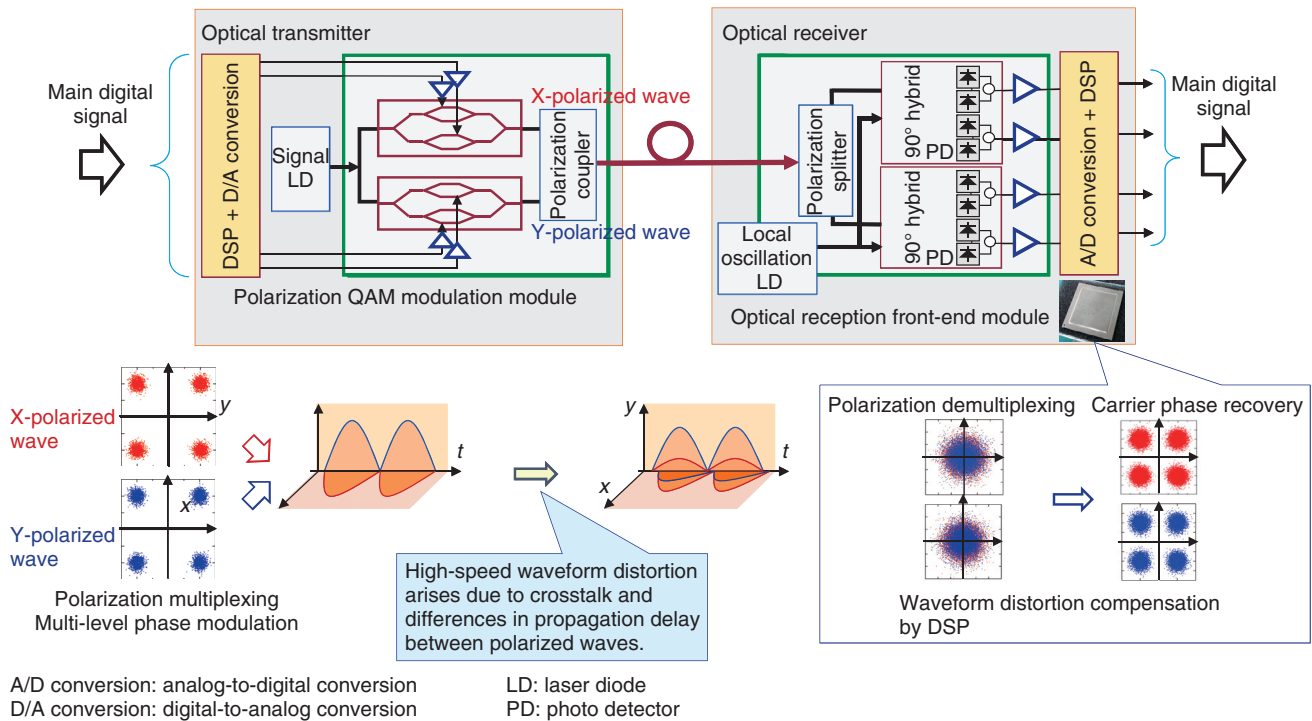 Optical transmitter
Main digital
signal
DSP + D/A conversion
Signal
LD
X-polarized wave
Polarization
coupler
Y-polarized wave
Polarization QAM modulation module
Optical receiver
Polarization
splitter
Local
oscillation
LD
90° hybrid
PD
90° hybrid
PD
A/D conversion + DSP
Main digital
signal
Optical reception front-end module
X-polarized
wave
y
Y-polarized
wave
x
Polarization multiplexing
Multi-level phase modulation
t
y
t
x
High-speed waveform distortion
arises due to crosstalk and
differences in propagation delay
between polarized waves.
Polarization demultiplexing
Carrier phase recovery
Waveform distortion compensation
by DSP
A/D conversion: analog-to-digital conversion
D/A conversion: digital-to-analog conversion
LD: laser diode
PD: photo detector